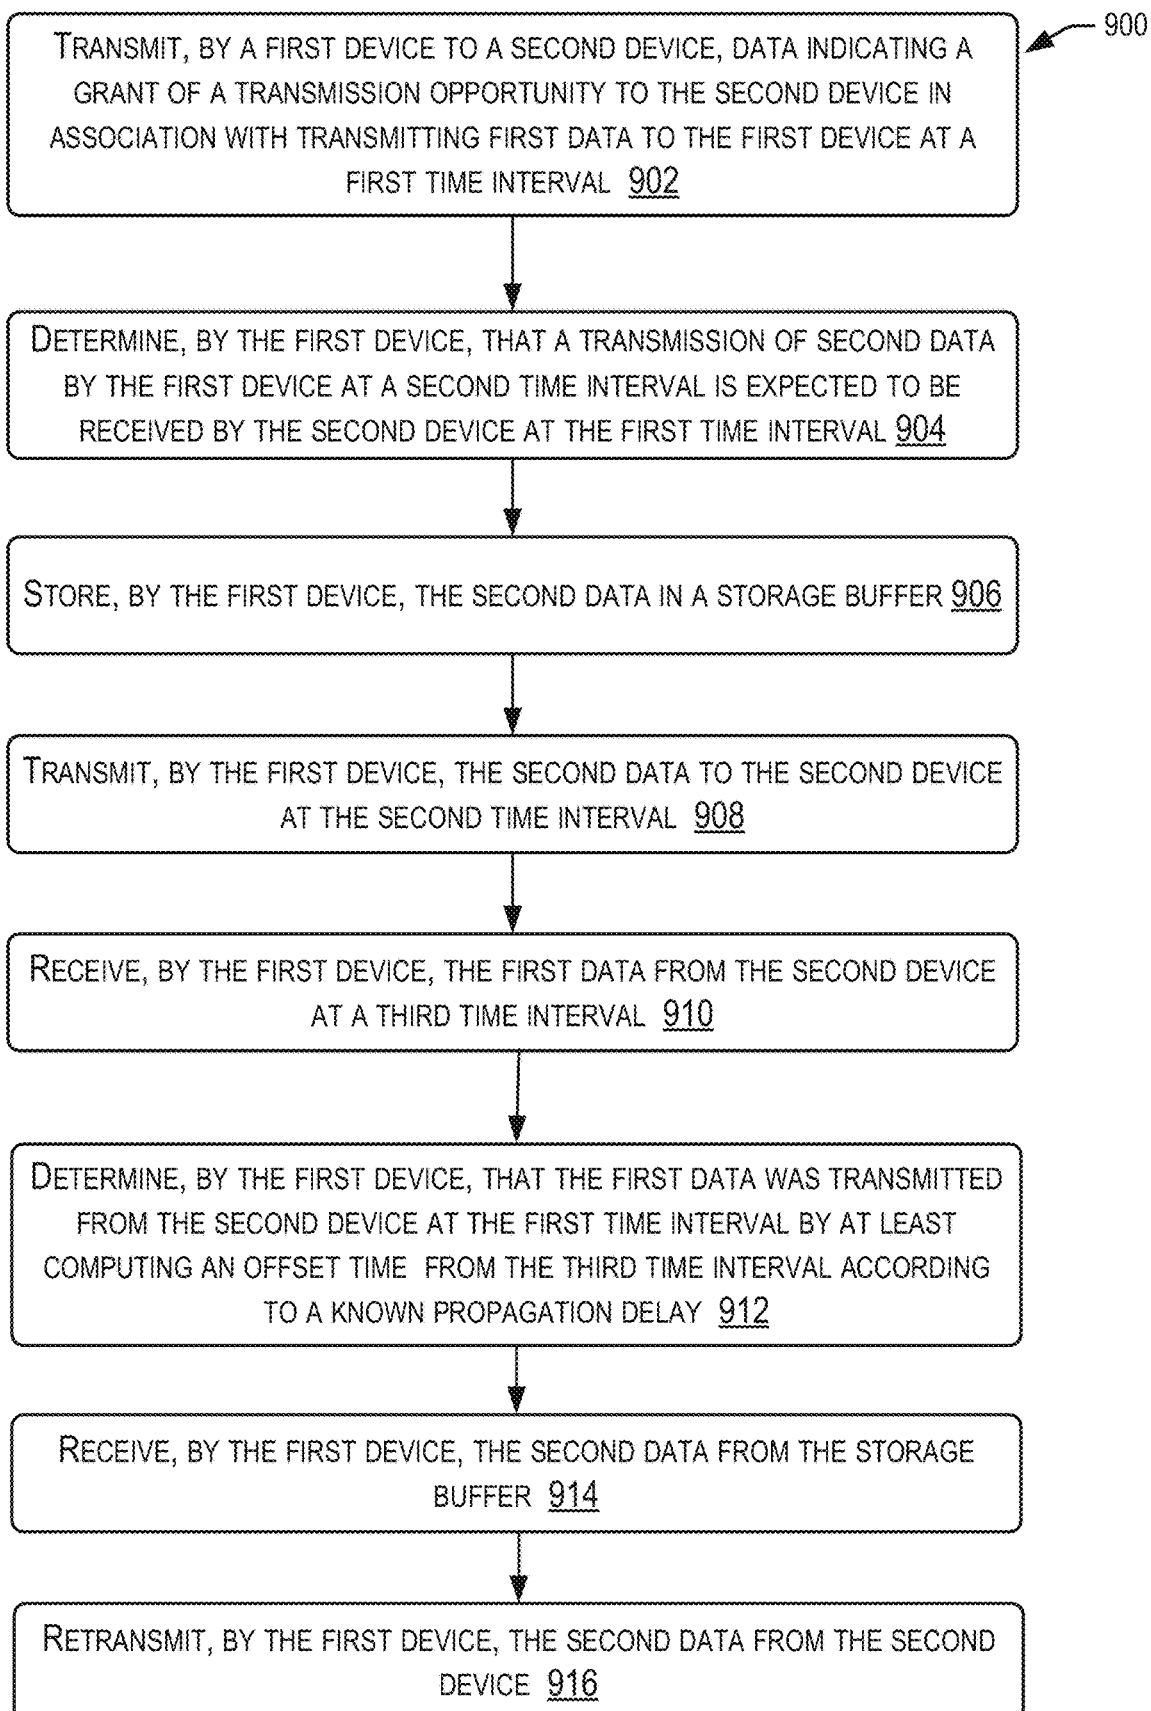 900
TRANSMIT, BY A FIRST DEVICE TO A SECOND DEVICE, DATA INDICATING A
GRANT OF A TRANSMISSION OPPORTUNITY TO THE SECOND DEVICE IN
ASSOCIATION WITH TRANSMITTING FIRST DATA TO THE FIRST DEVICE AT A
FIRST TIME INTERVAL 902
DETERMINE, BY THE FIRST DEVICE, THAT A TRANSMISSION OF SECOND DATA
BY THE FIRST DEVICE AT A SECOND TIME INTERVAL IS EXPECTED TO BE
RECEIVED BY THE SECOND DEVICE AT THE FIRST TIME INTERVAL 904
STORE, BY THE FIRST DEVICE, THE SECOND DATA IN A STORAGE BUFFER 906
TRANSMIT, BY THE FIRST DEVICE, THE SECOND DATA TO THE SECOND DEVICE
AT THE SECOND TIME INTERVAL 908
RECEIVE, BY THE FIRST DEVICE, THE FIRST DATA FROM THE SECOND DEVICE
AT A THIRD TIME INTERVAL 910
DETERMINE, BY THE FIRST DEVICE, THAT THE FIRST DATA WAS TRANSMITTED
FROM THE SECOND DEVICE AT THE FIRST TIME INTERVAL BY AT LEAST
COMPUTING AN OFFSET TIME FROM THE THIRD TIME INTERVAL ACCORDING
TO A KNOWN PROPAGATION DELAY 912
RECEIVE, BY THE FIRST DEVICE, THE SECOND DATA FROM THE STORAGE
BUFFER 914
RETRANSMIT, BY THE FIRST DEVICE, THE SECOND DATA FROM THE SECOND
DEVICE 916